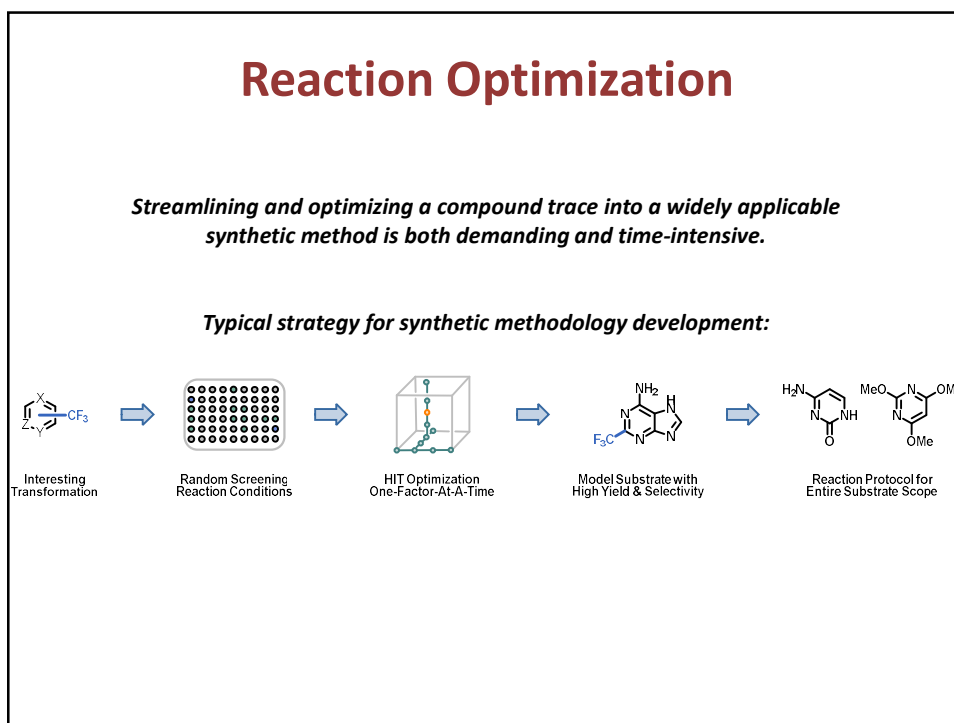 Reaction Optimization
Streamlining and optimizing a compound trace into a widely applicable
synthetic method is both demanding and time-intensive.
Typical strategy for synthetic methodology development:
X
Z
Y
CF3
NH2
H
N
N
F3C
N
N
H2N
N
NH
O
MeO
N
OM
N
OMe
Interesting
Transformation
Random Screening
Reaction Conditions
HIT Optimization
One-Factor-At-A-Time
Model Substrate with
High Yield & Selectivity
Reaction Protocol for
Entire Substrate Scope